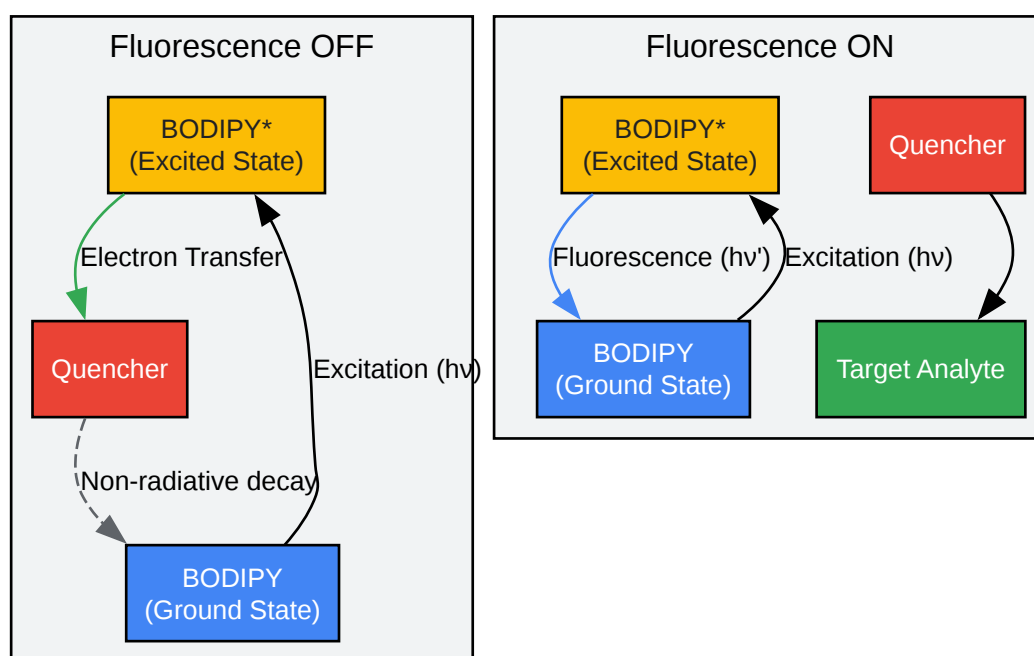 Fluorescence OFF
BODIPY*
(Excited State)
Electron Transfer
Quencher
Excitation (hν)
Non-radiative decay
BODIPY
(Ground State)
Fluorescence ON
BODIPY*
(Excited State)
Quencher
Fluorescence (hν')
Excitation (hν)
BODIPY
(Ground State)
Target Analyte